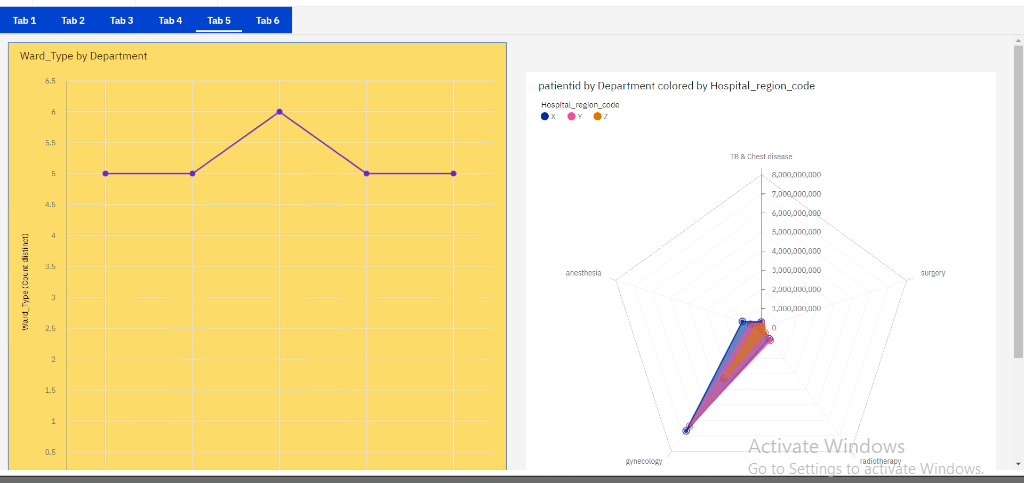 Tab 1 Tab 2 Tab 3 Tab 4 Tab 5 Tab 6
Ward_Type by Department
6.5
6
5.5
5
4.5
4
3.5
3
2.5
2
1.5
1
0.5
Ward_Type (Count distinct)
patientid by Department colored by Hospital_region_code
Hospital_region_code
X Y Z
TB & Chest disease
8,000,000,000
7,000,000,000
6,000,000,000
5,000,000,000
4,000,000,000
3,000,000,000
2,000,000,000
1,000,000,000
0
anesthesia
surgery
gynecology
radiotherapy
Activate Windows
Go to Settings to activate Windows.